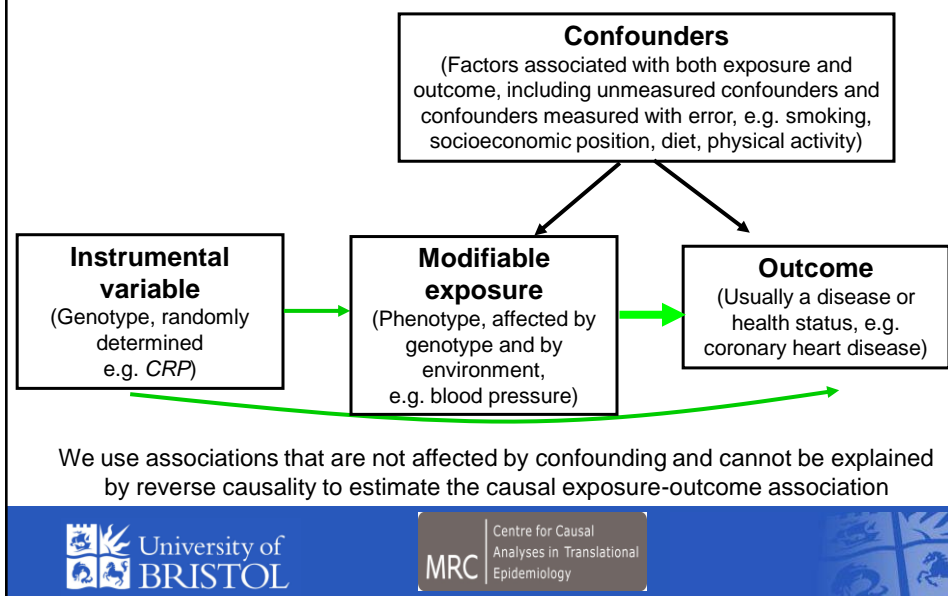 Confounders
(Factors associated with both exposure and
outcome, including unmeasured confounders and
confounders measured with error, e.g. smoking,
socioeconomic position, diet, physical activity)
Instrumental
variable
(Genotype, randomly
determined
e.g. CRP)
Modifiable
exposure
(Phenotype, affected by
genotype and by
environment,
e.g. blood pressure)
Outcome
(Usually a disease or
health status, e.g.
coronary heart disease)
We use associations that are not affected by confounding and cannot be explained
by reverse causality to estimate the causal exposure-outcome association
University of
BRISTOL
MRC
Centre for Causal
Analyses in Translational
Epidemiology